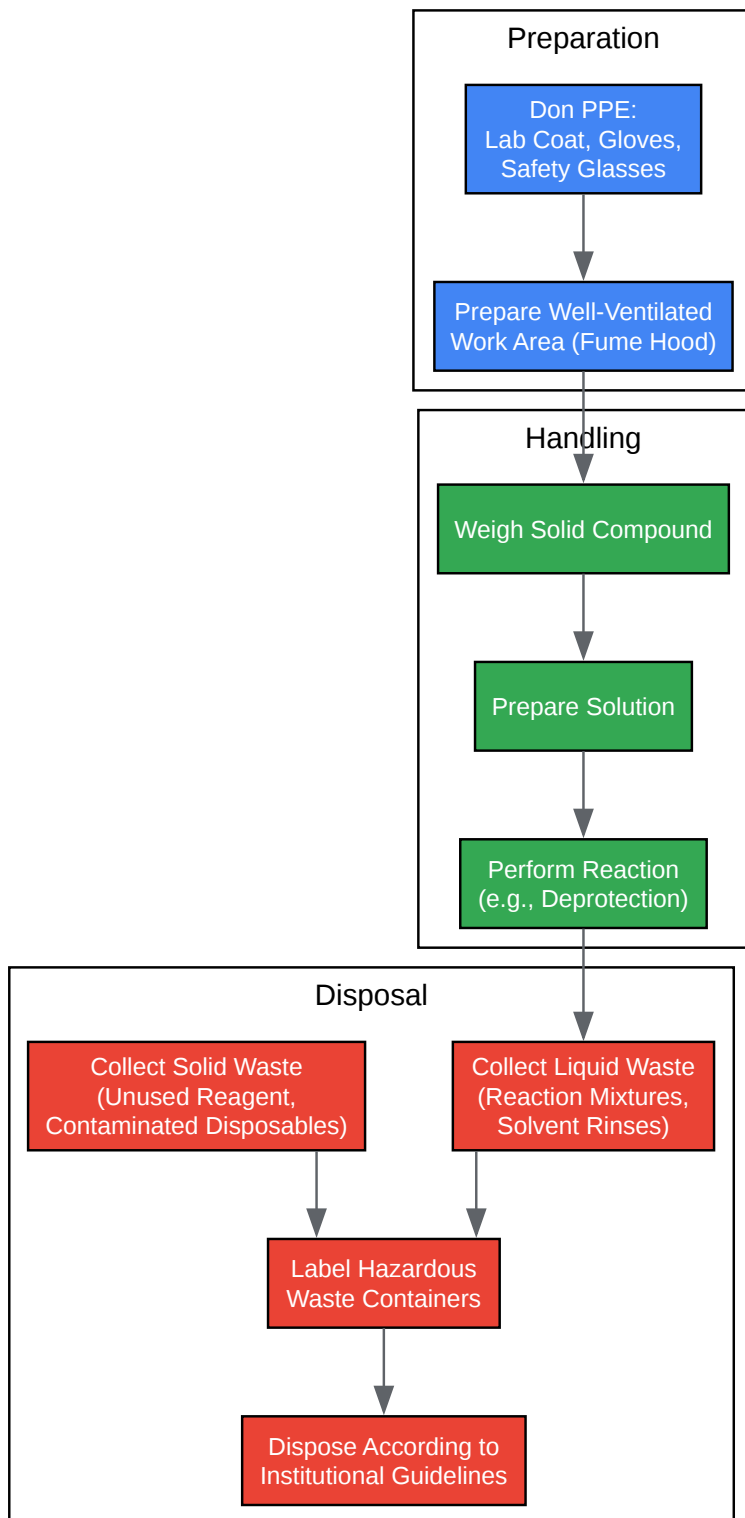 Preparation
Don PPE:
Lab Coat, Gloves,
Safety Glasses
Prepare Well-Ventilated
Work Area (Fume Hood)
Handling
Weigh Solid Compound
Prepare Solution
Perform Reaction
(e.g., Deprotection)
Disposal
Collect Solid Waste
(Unused Reagent,
Contaminated Disposables)
Collect Liquid Waste
(Reaction Mixtures,
Solvent Rinses)
Label Hazardous
Waste Containers
Dispose According to
Institutional Guidelines